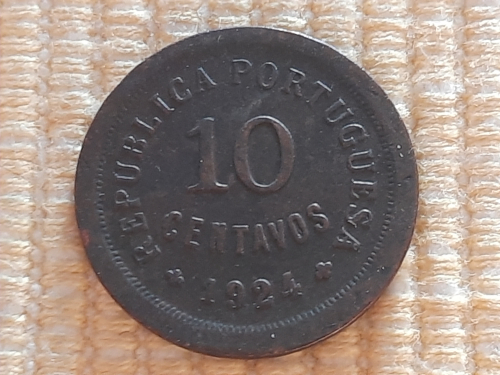 REPUBLICA PORTUGUESA
10
CENTAVOS
* 1924 *